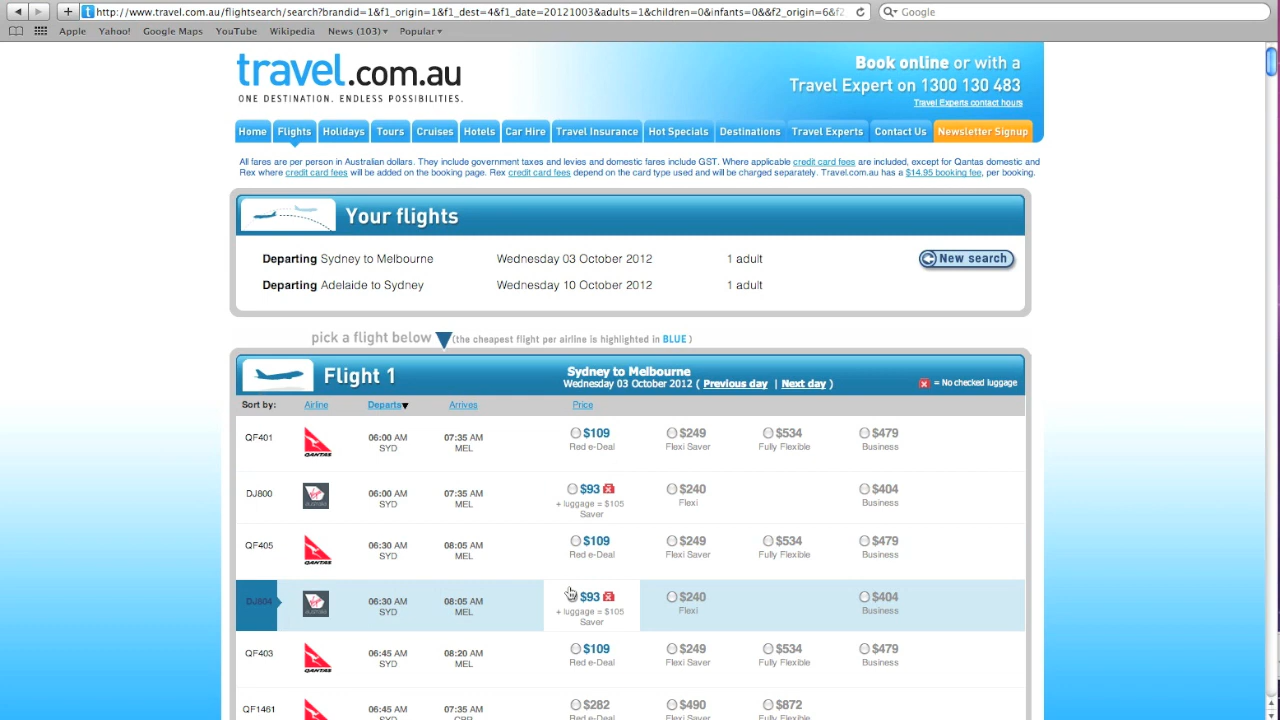 http://www.travel.com.au/flightsearch/search?brandid=1&f1_origin=1&f1_dest=4&f1_date=20121003&adults=1&children=0&infants=0&&f2_origin=6&f2
Google
Apple Yahoo! Google Maps YouTube Wikipedia News (103) Popular
travel.com.au
ONE DESTINATION. ENDLESS POSSIBILITIES.
Book online or with a
Travel Expert on 1300 130 483
Travel Experts contact hours
Home Flights Holidays Tours Cruises Hotels Car Hire Travel Insurance Hot Specials Destinations Travel Experts Contact Us Newsletter Signup
All fares are per person in Australian dollars. They include government taxes and levies and domestic fares include GST. Where applicable credit card fees are included, except for Qantas domestic and
Rex where credit card fees will be added on the booking page. Rex credit card fees depend on the card type used and will be charged separately. Travel.com.au has a $14.95 booking fee, per booking.
Your flights
Departing Sydney to Melbourne Wednesday 03 October 2012 1 adult
New search
Departing Adelaide to Sydney Wednesday 10 October 2012 1 adult
pick a flight below (the cheapest flight per airline is highlighted in BLUE )
Flight 1
Sydney to Melbourne
Wednesday 03 October 2012 ( Previous day | Next day )
= No checked luggage
Sort by: Airline Departs Arrives Price
QF401 QANTAS 06:00 AM 07:35 AM $109 $249 $534 $479
SYD MEL Red e-Deal Flexi Saver Fully Flexible Business
DJ800 06:00 AM 07:35 AM $93 $240 $404
SYD MEL + luggage = $105 Flexi Business
Saver
QF405 QANTAS 06:30 AM 08:05 AM $109 $249 $534 $479
SYD MEL Red e-Deal Flexi Saver Fully Flexible Business
DJ804 06:30 AM 08:05 AM $93 $240 $404
SYD MEL + luggage = $105 Flexi Business
Saver
QF403 QANTAS 06:45 AM 08:20 AM $109 $249 $534 $479
SYD MEL Red e-Deal Flexi Saver Fully Flexible Business
QF1461 06:45 AM 07:35 AM $282 $490 $872
SYD CBR Red e-Deal Flexi Saver Fully Flexible